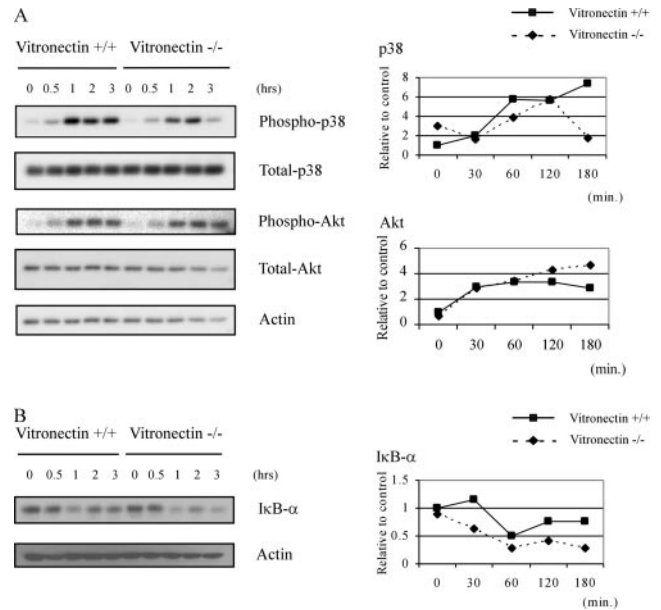 A
Vitronectin +/+ Vitronectin -/-
0 0.5 1 2 3 0 0.5 1 2 3 (hrs)
Phospho-p38
Total-p38
Phospho-Akt
Total-Akt
Actin
Vitronectin +/+
Vitronectin -/-
p38
Relative to control
8
6
4
2
0
0 30 60 120 180
(min.)
Akt
Relative to control
6
4
2
0
0 30 60 120 180
(min.)
B
Vitronectin +/+ Vitronectin -/-
0 0.5 1 2 3 0 0.5 1 2 3 (hrs)
IκB-α
Actin
Vitronectin +/+
Vitronectin -/-
IκB-α
Relative to control
1.5
1
0.5
0
0 30 60 120 180
(min.)